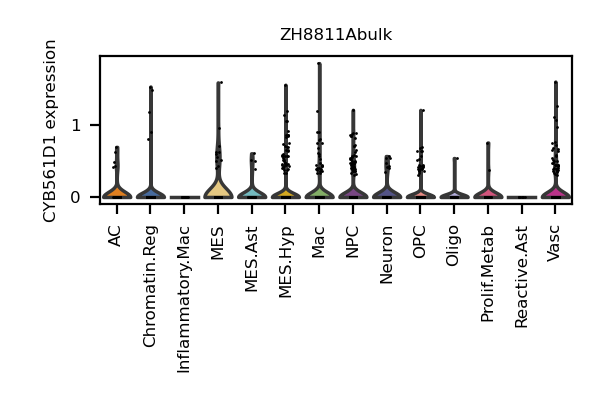 ZH8811Abulk
CYB561D1 expression
1
0
AC
Chromatin.Reg
Inflammatory.Mac
MES
MES.Ast
MES.Hyp
Mac
NPC
Neuron
OPC
Oligo
Prolif.Metab
Reactive.Ast
Vasc